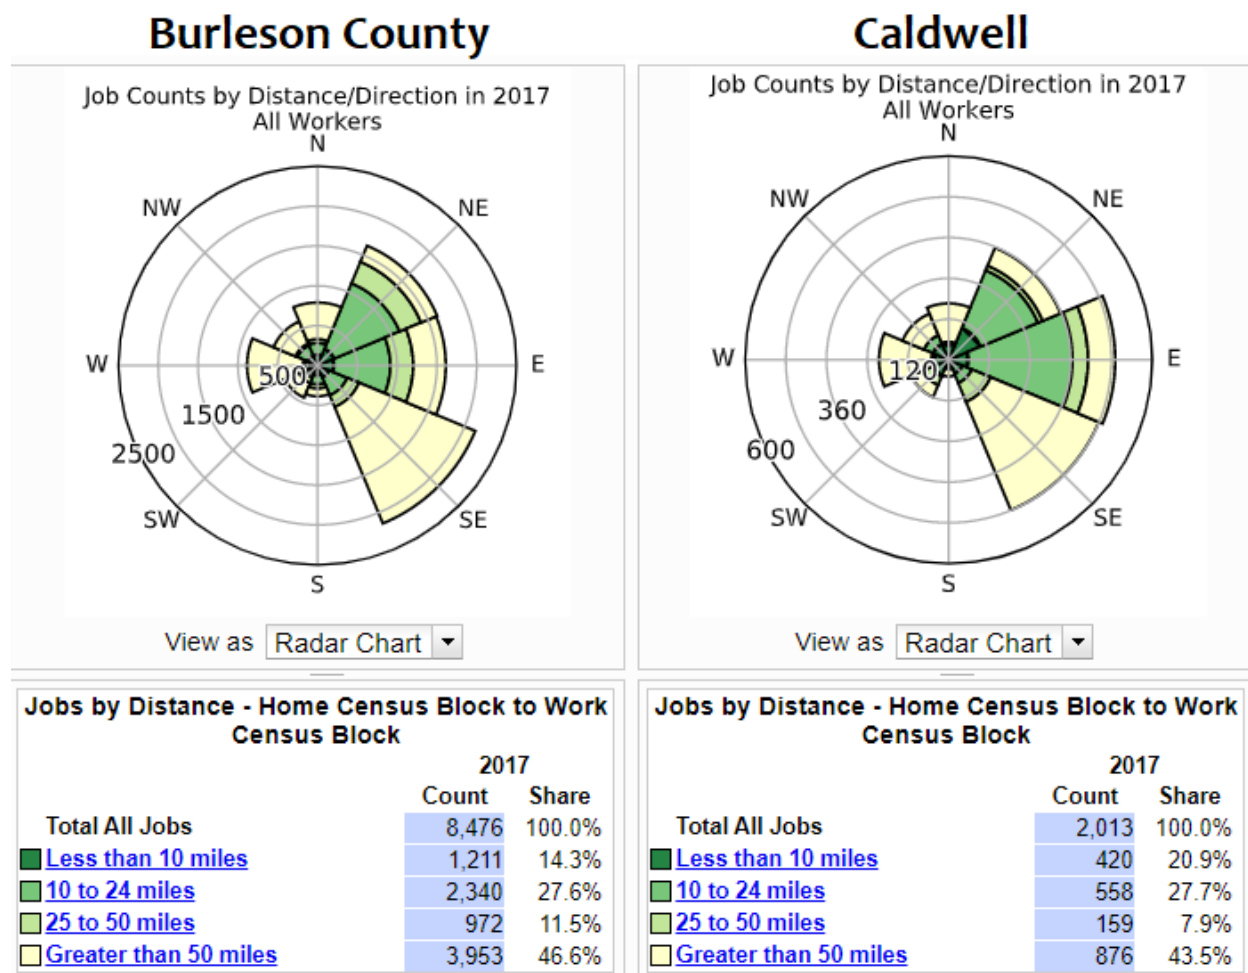 Burleson County
Job Counts by Distance/Direction in 2017
All Workers
N
NW
NE
W
E
500
1500
2500
SW
SE
S
View as Radar Chart
Jobs by Distance - Home Census Block to Work
Census Block
2017
Count Share
Total All Jobs 8,476 100.0%
Less than 10 miles 1,211 14.3%
10 to 24 miles 2,340 27.6%
25 to 50 miles 972 11.5%
Greater than 50 miles 3,953 46.6%
Caldwell
Job Counts by Distance/Direction in 2017
All Workers
N
NW
NE
W
E
120
360
600
SW
SE
S
View as Radar Chart
Jobs by Distance - Home Census Block to Work
Census Block
2017
Count Share
Total All Jobs 2,013 100.0%
Less than 10 miles 420 20.9%
10 to 24 miles 558 27.7%
25 to 50 miles 159 7.9%
Greater than 50 miles 876 43.5%